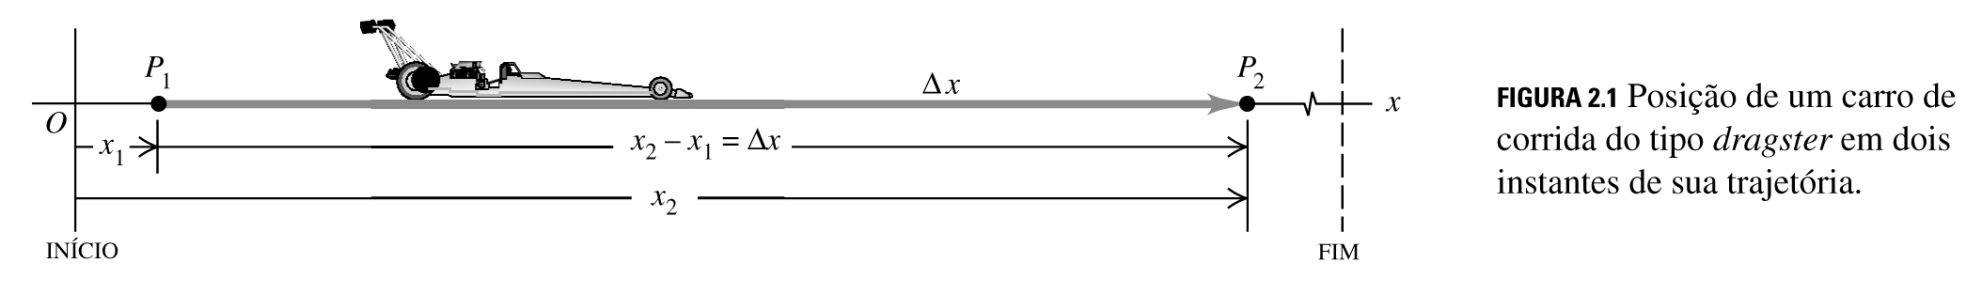 P₁
Δx
P₂
O
x
x₁
x₂ – x₁ = Δx
x₂
INÍCIO
FIM
FIGURA 2.1 Posição de um carro de
corrida do tipo dragster em dois
instantes de sua trajetória.